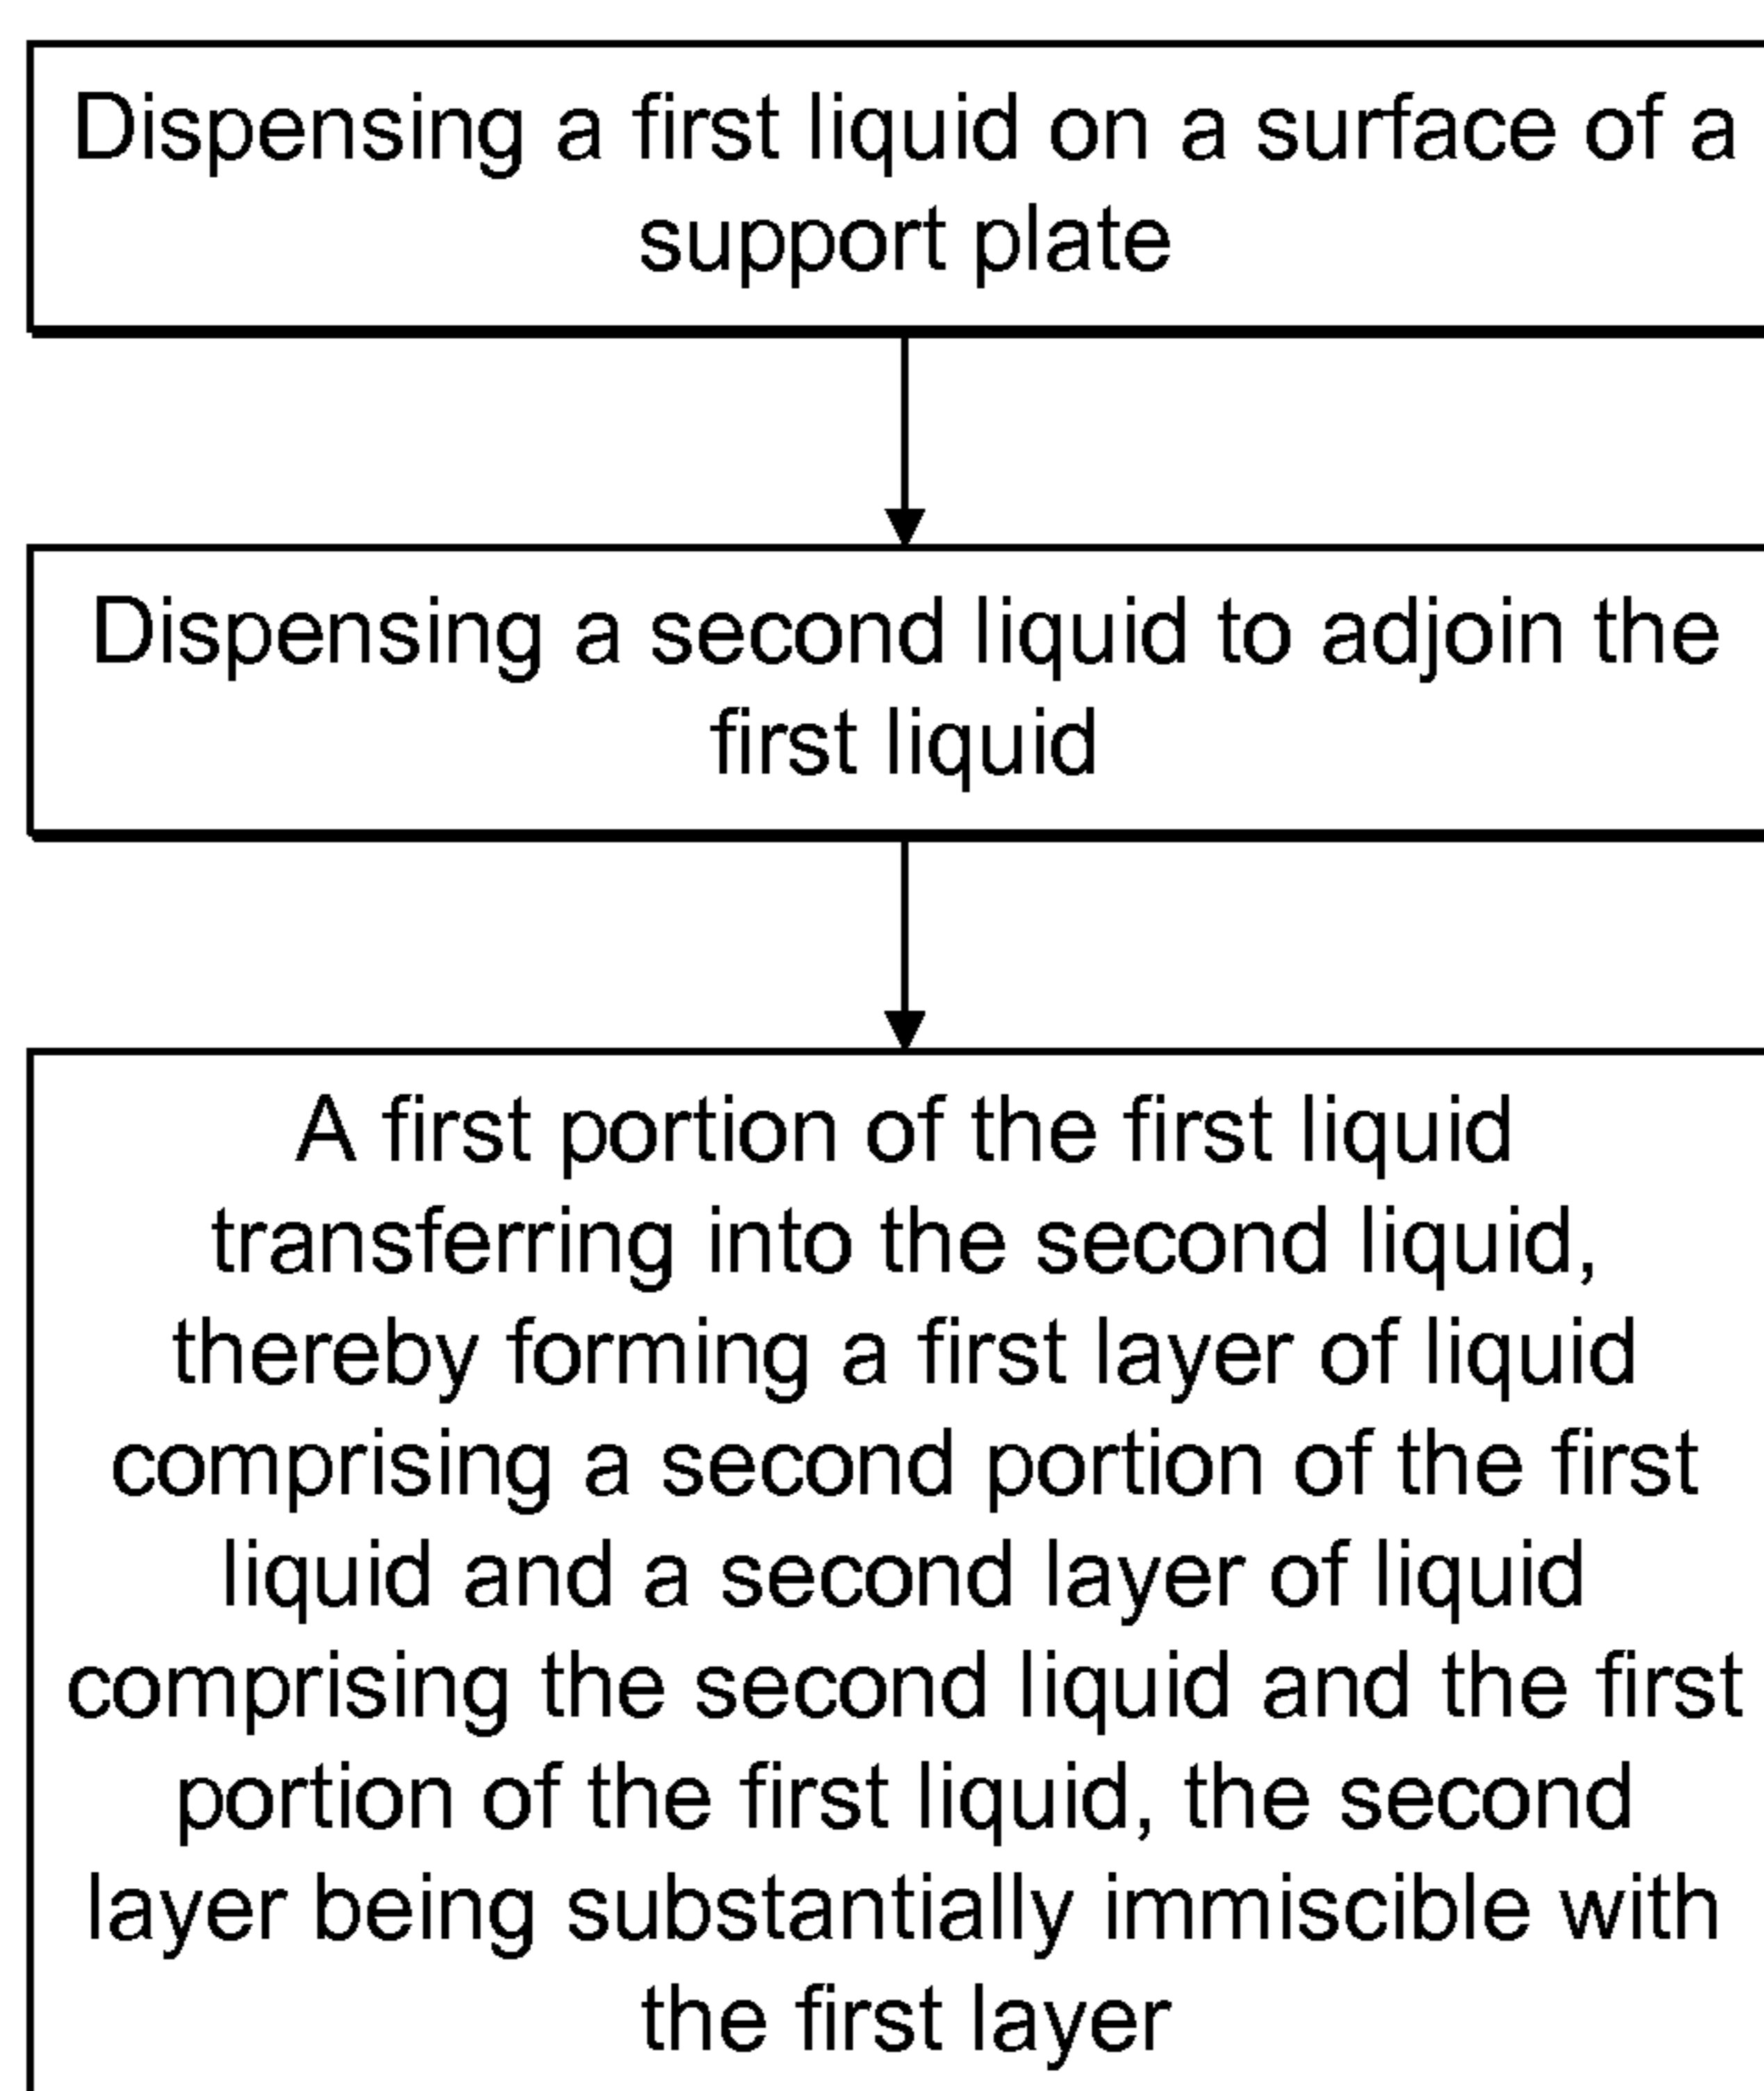 Dispensing a first liquid on a surface of a
support plate
Dispensing a second liquid to adjoin the
first liquid
A first portion of the first liquid
transferring into the second liquid,
thereby forming a first layer of liquid
comprising a second portion of the first
liquid and a second layer of liquid
comprising the second liquid and the first
portion of the first liquid, the second
layer being substantially immiscible with
the first layer